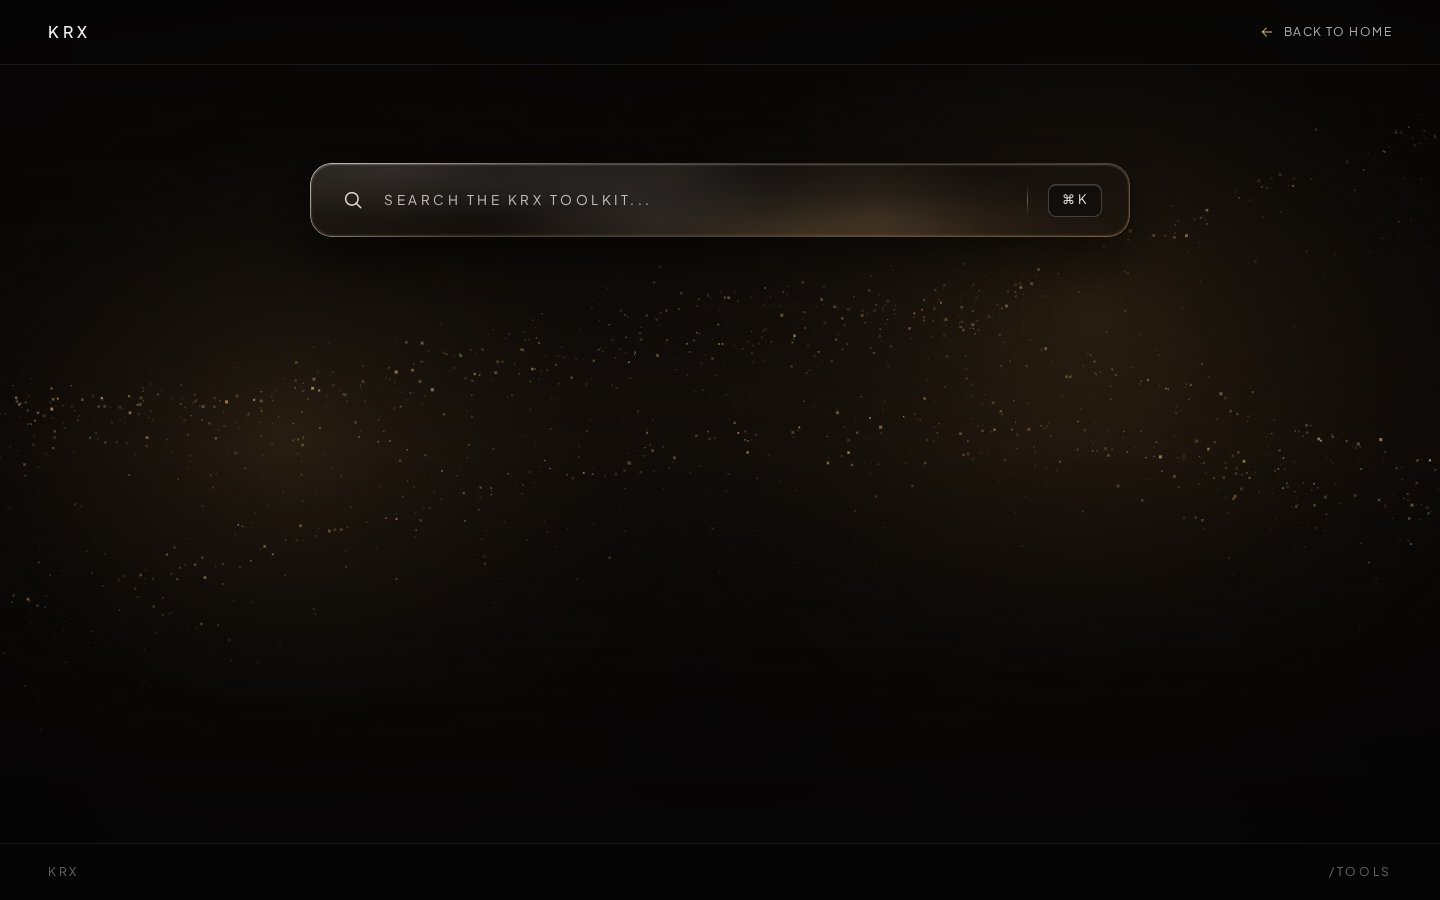 KRX
← BACK TO HOME
SEARCH THE KRX TOOLKIT...
⌘K
KRX
/TOOLS